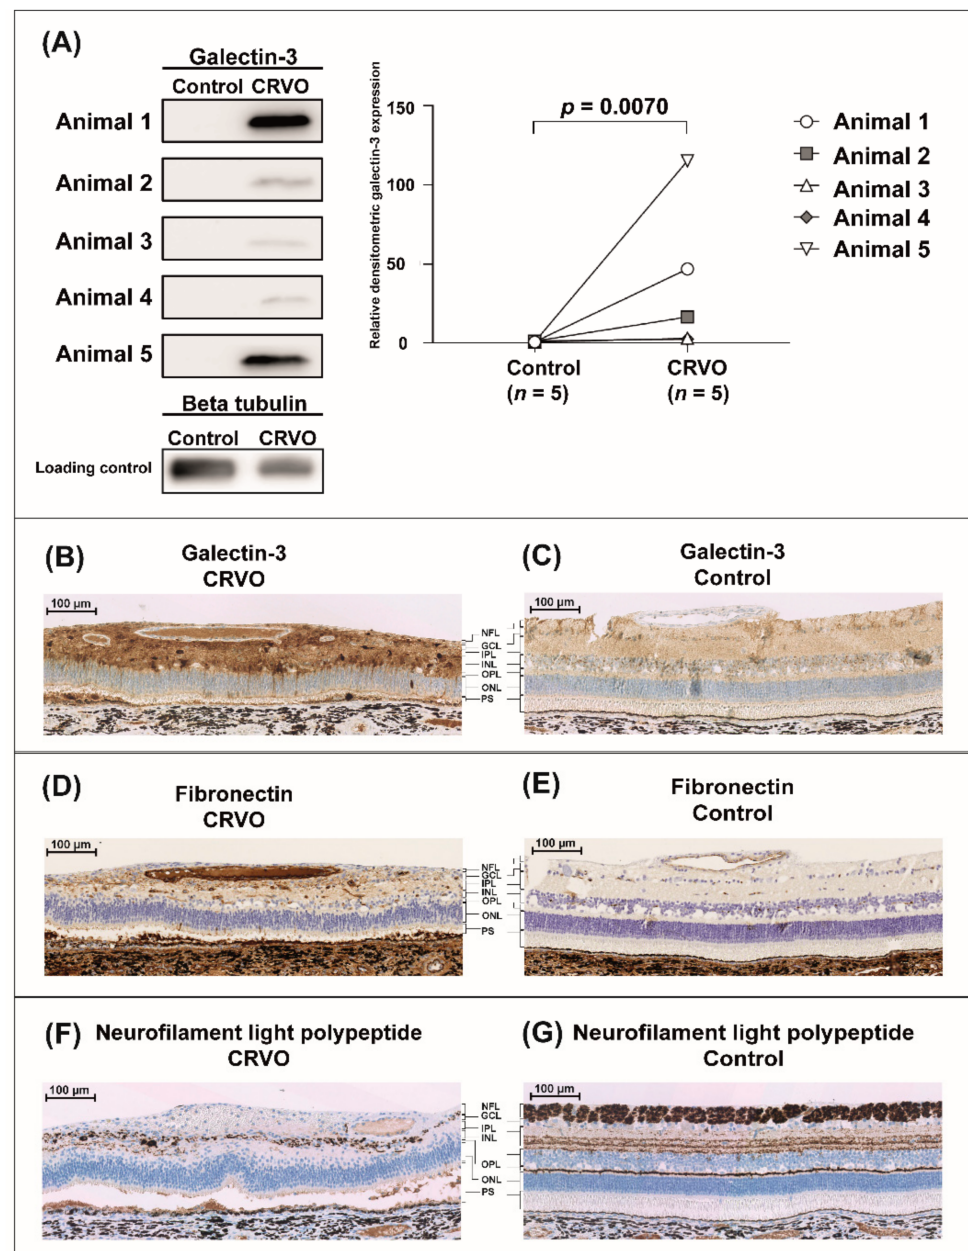 (A)
Galectin-3
Control CRVO
Animal 1
Animal 2
Animal 3
Animal 4
Animal 5
Beta tubulin
Control CRVO
Loading control
Relative densitometric galectin-3 expression
150
100
50
0
p = 0.0070
Control
(n = 5)
CRVO
(n = 5)
Animal 1
Animal 2
Animal 3
Animal 4
Animal 5
(B)
Galectin-3
CRVO
100 µm
(C)
Galectin-3
Control
100 µm
NFL
GCL
IPL
INL
OPL
ONL
PS
(D)
Fibronectin
CRVO
100 µm
(E)
Fibronectin
Control
100 µm
NFL
GCL
IPL
INL
OPL
ONL
PS
(F) Neurofilament light polypeptide
CRVO
100 µm
(G) Neurofilament light polypeptide
Control
100 µm
NFL
GCL
IPL
INL
OPL
ONL
PS